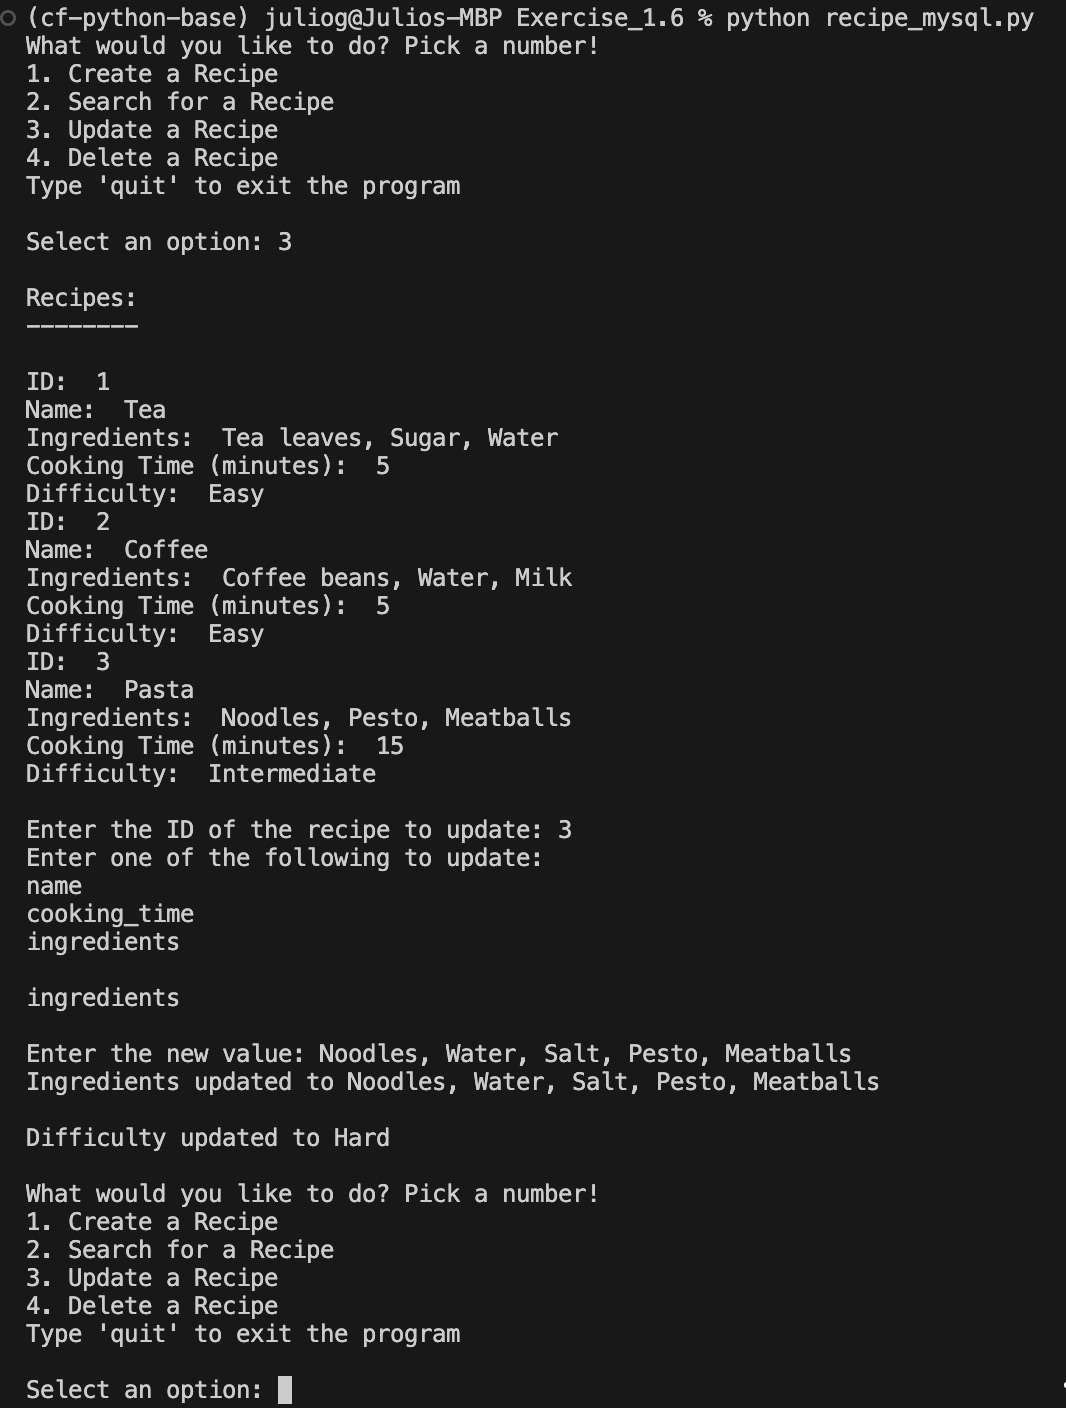 (cf-python-base) juliog@Julios-MBP Exercise_1.6 % python recipe_mysql.py
What would you like to do? Pick a number!
1. Create a Recipe
2. Search for a Recipe
3. Update a Recipe
4. Delete a Recipe
Type 'quit' to exit the program
Select an option: 3
Recipes:
--------
ID:  1
Name:  Tea
Ingredients:  Tea leaves, Sugar, Water
Cooking Time (minutes):  5
Difficulty:  Easy
ID:  2
Name:  Coffee
Ingredients:  Coffee beans, Water, Milk
Cooking Time (minutes):  5
Difficulty:  Easy
ID:  3
Name:  Pasta
Ingredients:  Noodles, Pesto, Meatballs
Cooking Time (minutes):  15
Difficulty:  Intermediate
Enter the ID of the recipe to update: 3
Enter one of the following to update:
name
cooking_time
ingredients
ingredients
Enter the new value: Noodles, Water, Salt, Pesto, Meatballs
Ingredients updated to Noodles, Water, Salt, Pesto, Meatballs
Difficulty updated to Hard
What would you like to do? Pick a number!
1. Create a Recipe
2. Search for a Recipe
3. Update a Recipe
4. Delete a Recipe
Type 'quit' to exit the program
Select an option: